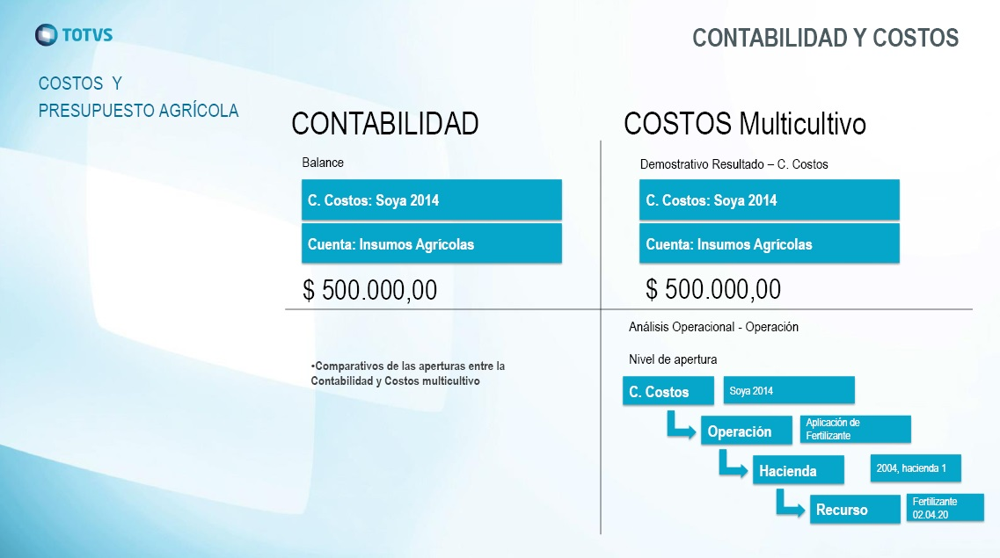 TOTVS
CONTABILIDAD Y COSTOS
COSTOS Y
PRESUPUESTO AGRÍCOLA
CONTABILIDAD
Balance
C. Costos: Soya 2014
Cuenta: Insumos Agrícolas
$ 500.000,00
COSTOS Multicultivo
Demostrativo Resultado – C. Costos
C. Costos: Soya 2014
Cuenta: Insumos Agrícolas
$ 500.000,00
•Comparativos de las aperturas entre la
Contabilidad y Costos multicultivo
Análisis Operacional - Operación
Nivel de apertura
C. Costos
Soya 2014
Operación
Aplicación de
Fertilizante
Hacienda
2004, hacienda 1
Recurso
Fertilizante
02.04.20